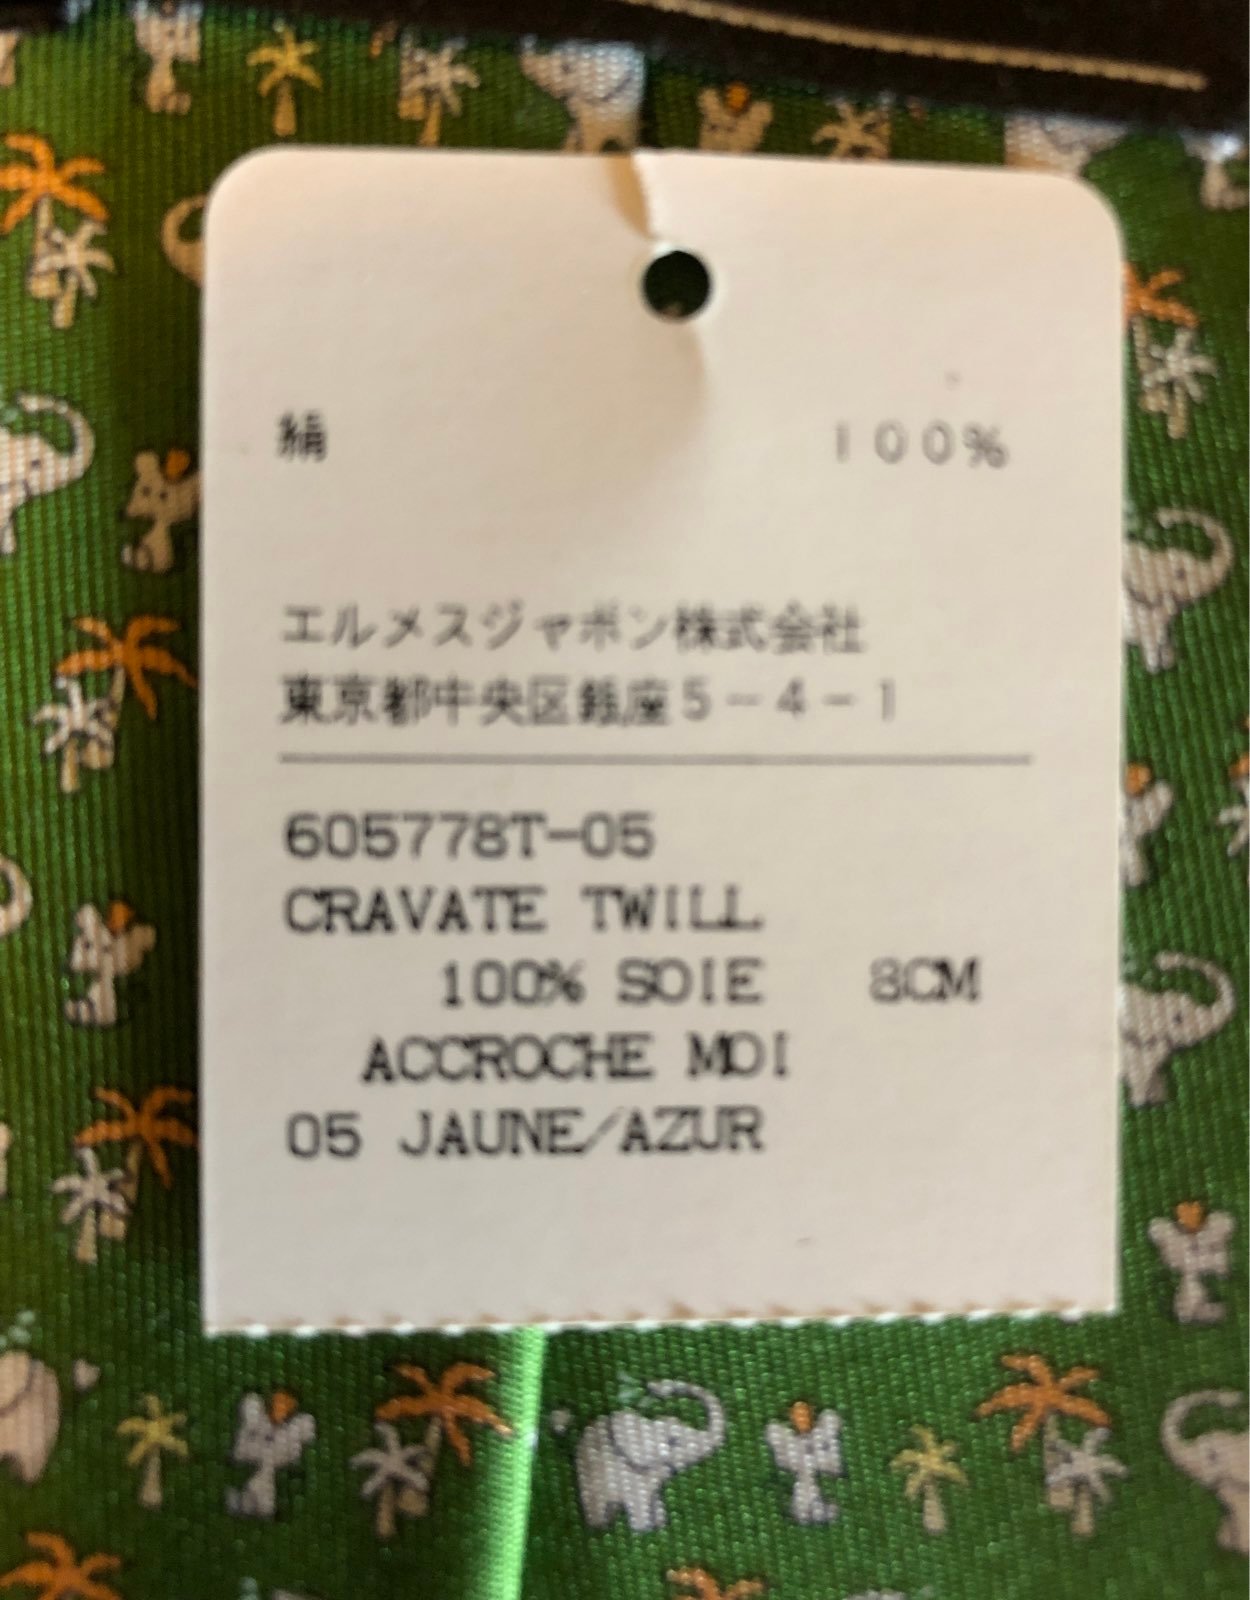 絹 100%
エルメスジャポン株式会社
東京都中央区銀座5-4-1
605778T-05
CRAVATE TWILL
100% SOIE 8CM
ACCROCHE MOI
05 JAUNE/AZUR